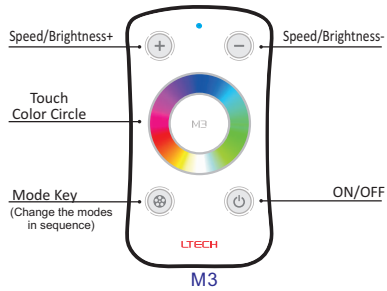 Speed/Brightness+
Speed/Brightness-
Touch
Color Circle
M3
Mode Key
(Change the modes
in sequence)
ON/OFF
LTECH
M3